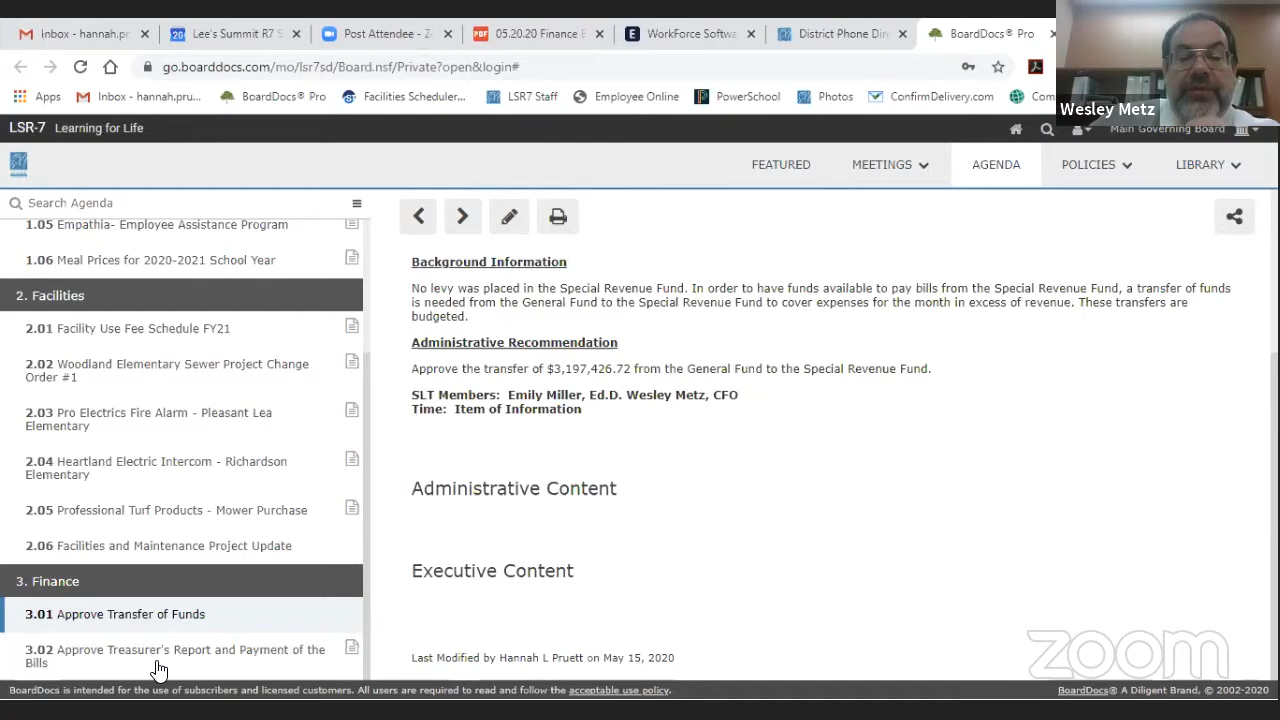 Inbox - hannah.pr
Lee's Summit R7 S
Post Attendee - Z
05.20.20 Finance E
WorkForce Softwa
District Phone Dir
BoardDocs® Pro
go.boarddocs.com/mo/lsr7sd/Board.nsf/Private?open&login#
Apps
Inbox - hannah.pru...
BoardDocs® Pro
Facilities Scheduler...
LSR7 Staff
Employee Online
PowerSchool
Photos
ConfirmDelivery.com
Com
Wesley Metz
LSR-7 Learning for Life
Main Governing Board
FEATURED
MEETINGS
AGENDA
POLICIES
LIBRARY
Search Agenda
1.05 Empathia- Employee Assistance Program
1.06 Meal Prices for 2020-2021 School Year
2. Facilities
2.01 Facility Use Fee Schedule FY21
2.02 Woodland Elementary Sewer Project Change
Order #1
2.03 Pro Electrics Fire Alarm - Pleasant Lea
Elementary
2.04 Heartland Electric Intercom - Richardson
Elementary
2.05 Professional Turf Products - Mower Purchase
2.06 Facilities and Maintenance Project Update
3. Finance
3.01 Approve Transfer of Funds
3.02 Approve Treasurer's Report and Payment of the
Bills
Background Information
No levy was placed in the Special Revenue Fund. In order to have funds available to pay bills from the Special Revenue Fund, a transfer of funds
is needed from the General Fund to the Special Revenue Fund to cover expenses for the month in excess of revenue. These transfers are
budgeted.
Administrative Recommendation
Approve the transfer of $3,197,426.72 from the General Fund to the Special Revenue Fund.
SLT Members: Emily Miller, Ed.D. Wesley Metz, CFO
Time: Item of Information
Administrative Content
Executive Content
Last Modified by Hannah L Pruett on May 15, 2020
zoom
BoardDocs is intended for the use of subscribers and licensed customers. All users are required to read and follow the acceptable use policy.
BoardDocs® A Diligent Brand, © 2002-2020